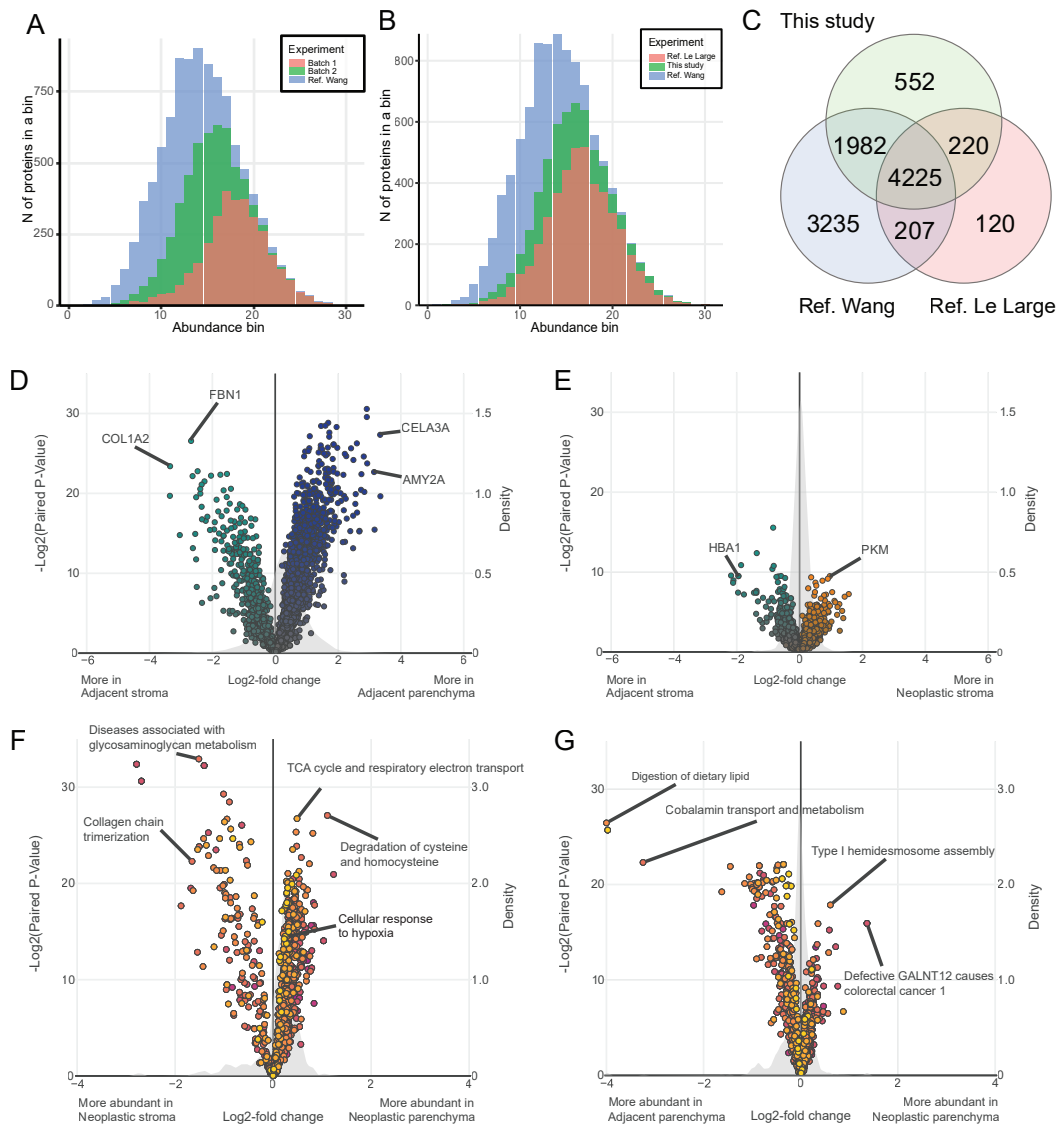 A
Experiment
Batch 1
Batch 2
Ref. Wang
N of proteins in a bin
750
500
250
0
0
10
20
30
Abundance bin
B
Experiment
Ref. Le Large
This study
Ref. Wang
N of proteins in a bin
800
600
400
200
0
0
10
20
30
Abundance bin
C
This study
552
1982
220
4225
3235
207
120
Ref. Wang
Ref. Le Large
D
−6
−4
−2
0
2
4
6
FBN1
COL1A2
CELA3A
AMY2A
30
20
10
0
-Log2(Paired P-Value)
1.5
1.0
0.5
0
Density
−6
−4
−2
0
2
4
6
More in
Adjacent stroma
Log2-fold change
More in
Adjacent parenchyma
E
HBA1
PKM
30
20
10
0
-Log2(Paired P-Value)
1.5
1.0
0.5
0
Density
−6
−4
−2
0
2
4
6
More in
Adjacent stroma
Log2-fold change
More in
Neoplastic stroma
F
Diseases associated with
glycosaminoglycan metabolism
TCA cycle and respiratory electron transport
Collagen chain
trimerization
Degradation of cysteine
and homocysteine
Cellular response
to hypoxia
30
20
10
0
-Log2(Paired P-Value)
3.0
2.0
1.0
0
Density
−4
−2
0
2
4
More abundant in
Neoplastic stroma
Log2-fold change
More abundant in
Neoplastic parenchyma
G
Digestion of dietary lipid
Cobalamin transport and metabolism
Type I hemidesmosome assembly
Defective GALNT12 causes
colorectal cancer 1
30
20
10
0
-Log2(Paired P-Value)
3.0
2.0
1.0
0
Density
−4
−2
0
2
4
More abundant in
Adjacent parenchyma
Log2-fold change
More abundant in
Neoplastic parenchyma